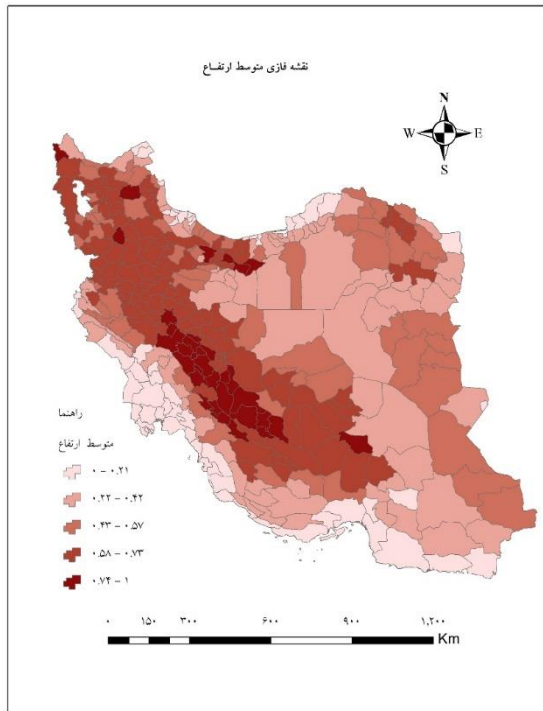 نقشه فازی متوسط ارتفاع
N
W E
S
راهنما
متوسط ارتفاع
۰ – ۰.۲۱
۰.۲۲ – ۰.۴۲
۰.۴۳ – ۰.۵۷
۰.۵۸ – ۰.۷۳
۰.۷۴ – ۱
۰ ۱۵۰ ۳۰۰ ۶۰۰ ۹۰۰ ۱,۲۰۰
Km